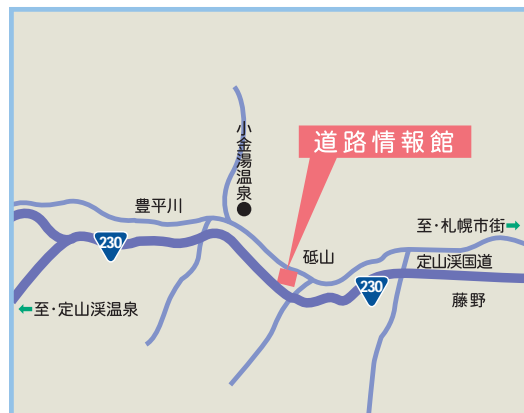 小金湯温泉
道路情報館
豊平川
至・札幌市街
230
砥山
定山渓国道
230
至・定山渓温泉
藤野